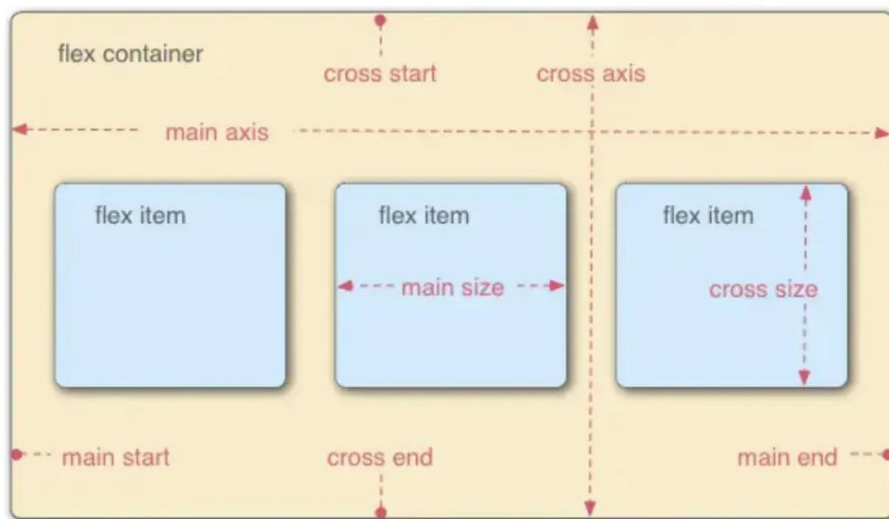 flex container
cross start
cross axis
main axis
flex item
flex item
flex item
main size
cross size
main start
cross end
main end